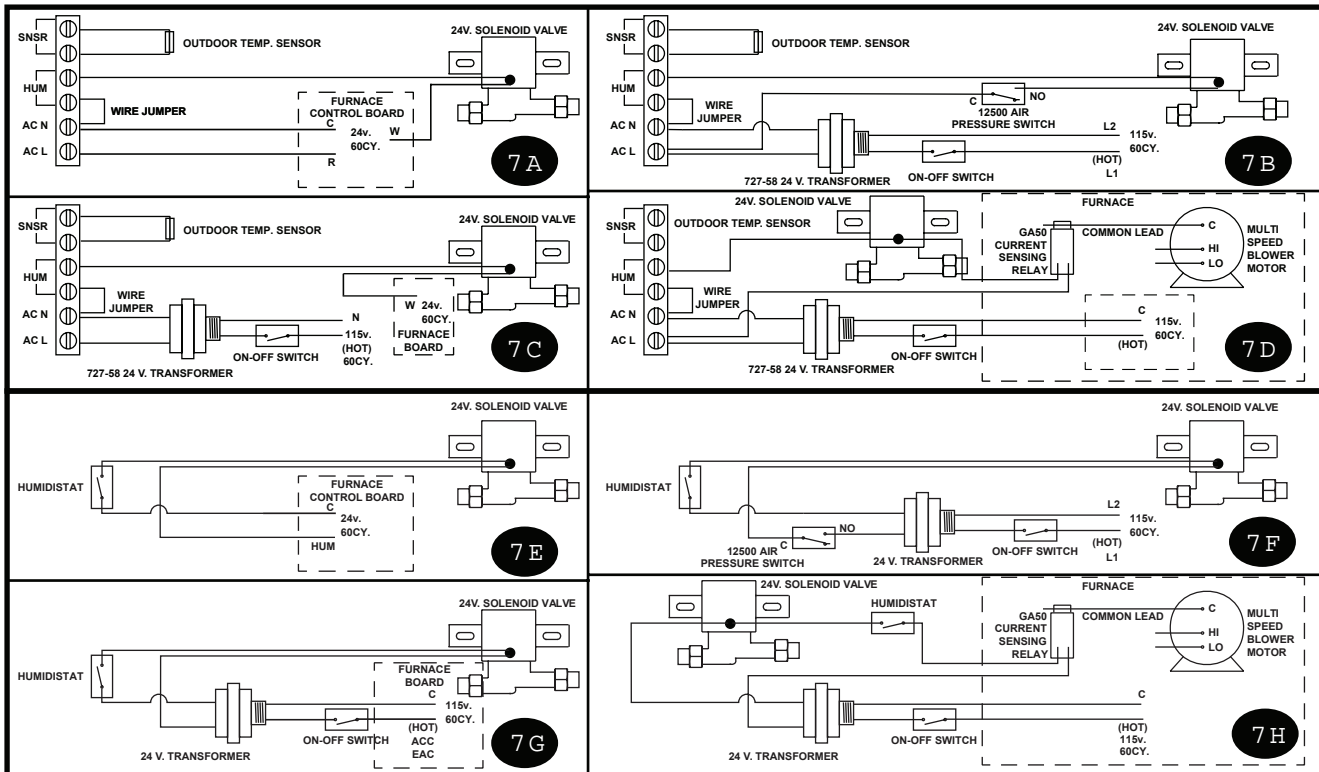 24V. SOLENOID VALVE
SNSR
OUTDOOR TEMP. SENSOR
HUM
WIRE JUMPER
FURNACE
CONTROL BOARD
AC N
C
24v.
W
60CY.
AC L
R
7A
24V. SOLENOID VALVE
SNSR
OUTDOOR TEMP. SENSOR
HUM
WIRE
JUMPER
C
NO
12500 AIR
PRESSURE SWITCH
AC N
L2
115v.
60CY.
AC L
(HOT)
ON-OFF SWITCH
L1
727-58 24 V. TRANSFORMER
7B
24V. SOLENOID VALVE
SNSR
OUTDOOR TEMP. SENSOR
HUM
WIRE
JUMPER
W 24v.
60CY.
AC N
N
115v.
FURNACE
BOARD
AC L
(HOT)
ON-OFF SWITCH
60CY.
727-58 24 V. TRANSFORMER
7C
24V. SOLENOID VALVE
FURNACE
SNSR
OUTDOOR TEMP. SENSOR
GA50
CURRENT
SENSING
RELAY
COMMON LEAD
C
HI
LO
MULTI
SPEED
BLOWER
MOTOR
HUM
WIRE
JUMPER
AC N
C
115v.
60CY.
AC L
(HOT)
ON-OFF SWITCH
727-58 24 V. TRANSFORMER
7D
24V. SOLENOID VALVE
HUMIDISTAT
FURNACE
CONTROL BOARD
C
24v.
60CY.
HUM
7E
24V. SOLENOID VALVE
HUMIDISTAT
L2
115v.
60CY.
NO
C
(HOT)
12500 AIR
PRESSURE SWITCH
24 V. TRANSFORMER
ON-OFF SWITCH
L1
7F
24V. SOLENOID VALVE
HUMIDISTAT
FURNACE
BOARD
C
115v.
60CY.
(HOT)
ON-OFF SWITCH
ACC
EAC
24 V. TRANSFORMER
7G
24V. SOLENOID VALVE
FURNACE
HUMIDISTAT
GA50
CURRENT
SENSING
RELAY
COMMON LEAD
C
HI
LO
MULTI
SPEED
BLOWER
MOTOR
C
(HOT)
115v.
60CY.
ON-OFF SWITCH
24 V. TRANSFORMER
7H